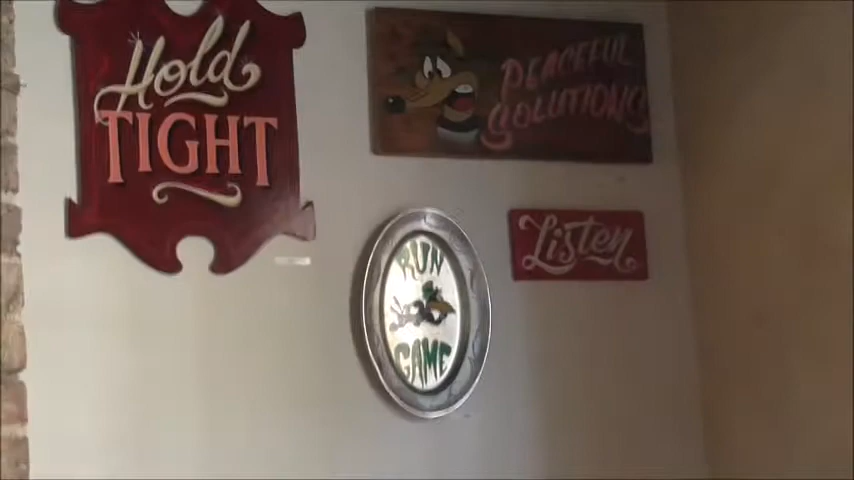 Hold
TIGHT
PEACEFUL
SOLUTIONS
Listen
RUN
GAME